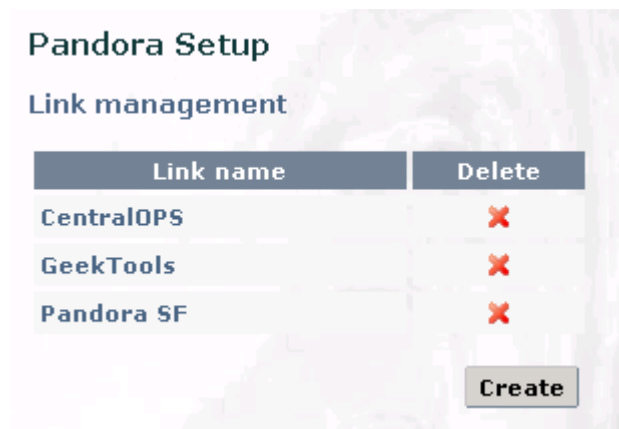 Pandora Setup
Link management
Link name Delete
CentralOPS
GeekTools
Pandora SF
Create